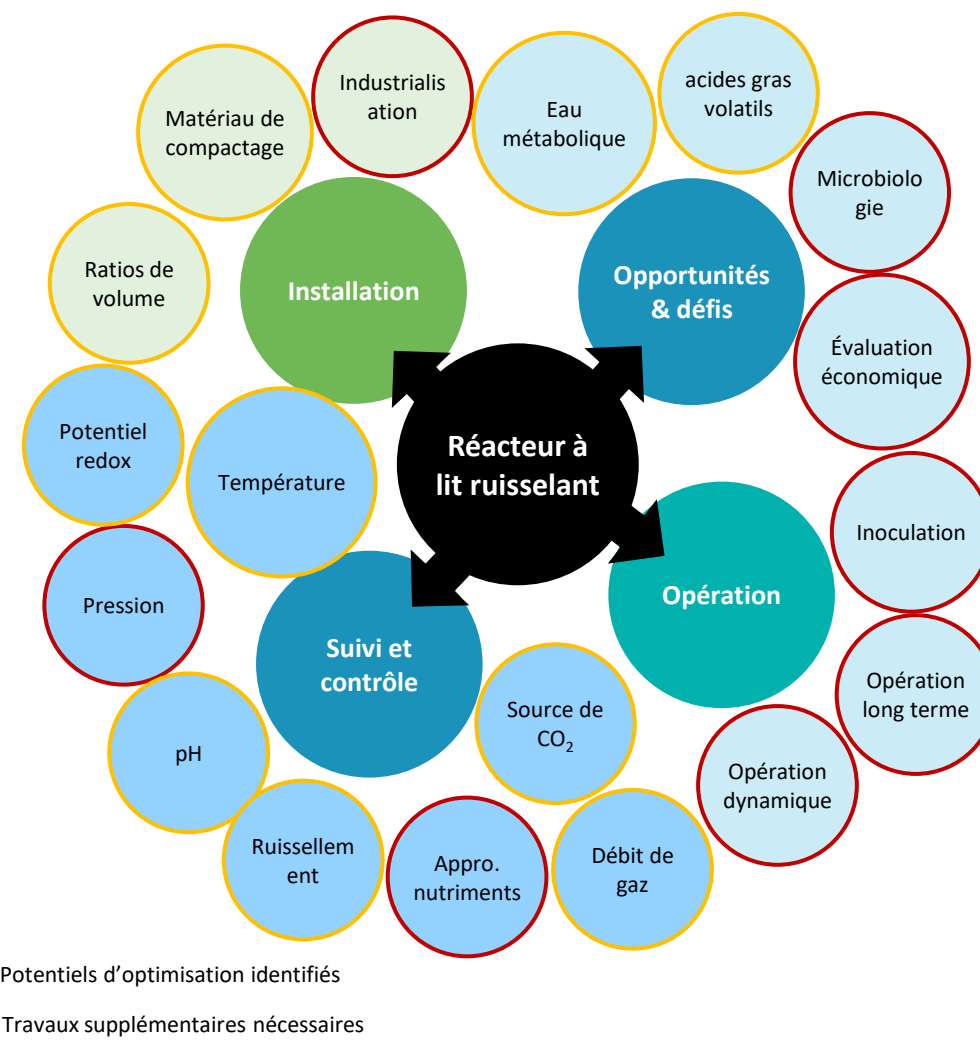 Industrialis
ation
acides gras
volatils
Matériau de
compactage
Eau
métabolique
Microbiolo
gie
Ratios de
volume
Installation
Opportunités
& défis
Évaluation
économique
Potentiel
redox
Température
Réacteur à
lit ruisselant
Inoculation
Pression
Opération
Suivi et
contrôle
Opération
long terme
Source de
CO₂
pH
Opération
dynamique
Ruissellem
ent
Appro.
nutriments
Débit de
gaz
Potentiels d’optimisation identifiés
Travaux supplémentaires nécessaires